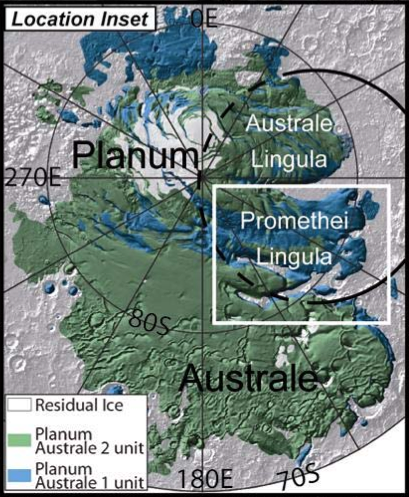 Location Inset
0E
Australe
Lingula
Planum
270E
Promethei
Lingula
80S
Australe
Residual Ice
Planum
Australe 2 unit
Planum
Australe 1 unit
180E
70S